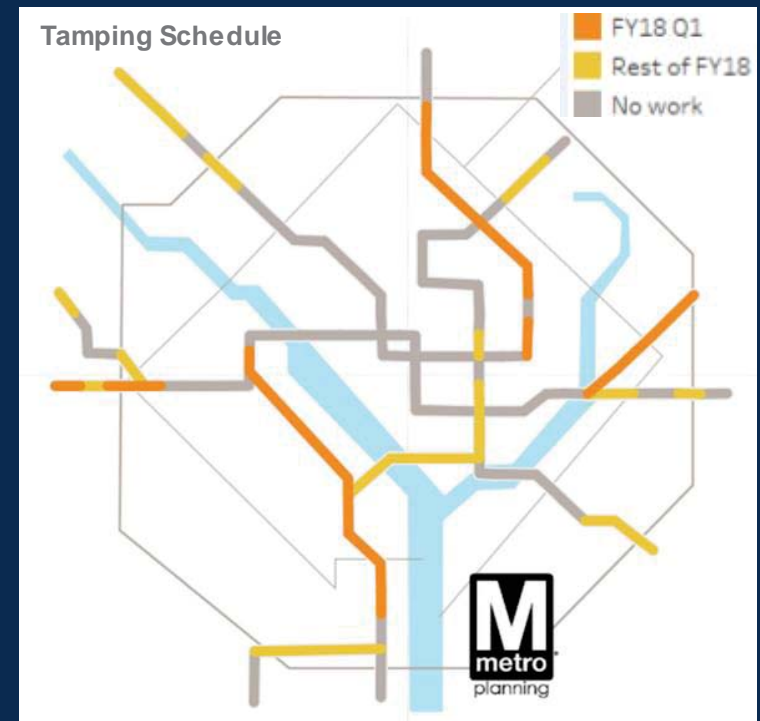 Tamping Schedule
FY18 Q1
Rest of FY18
No work
M
metro
planning